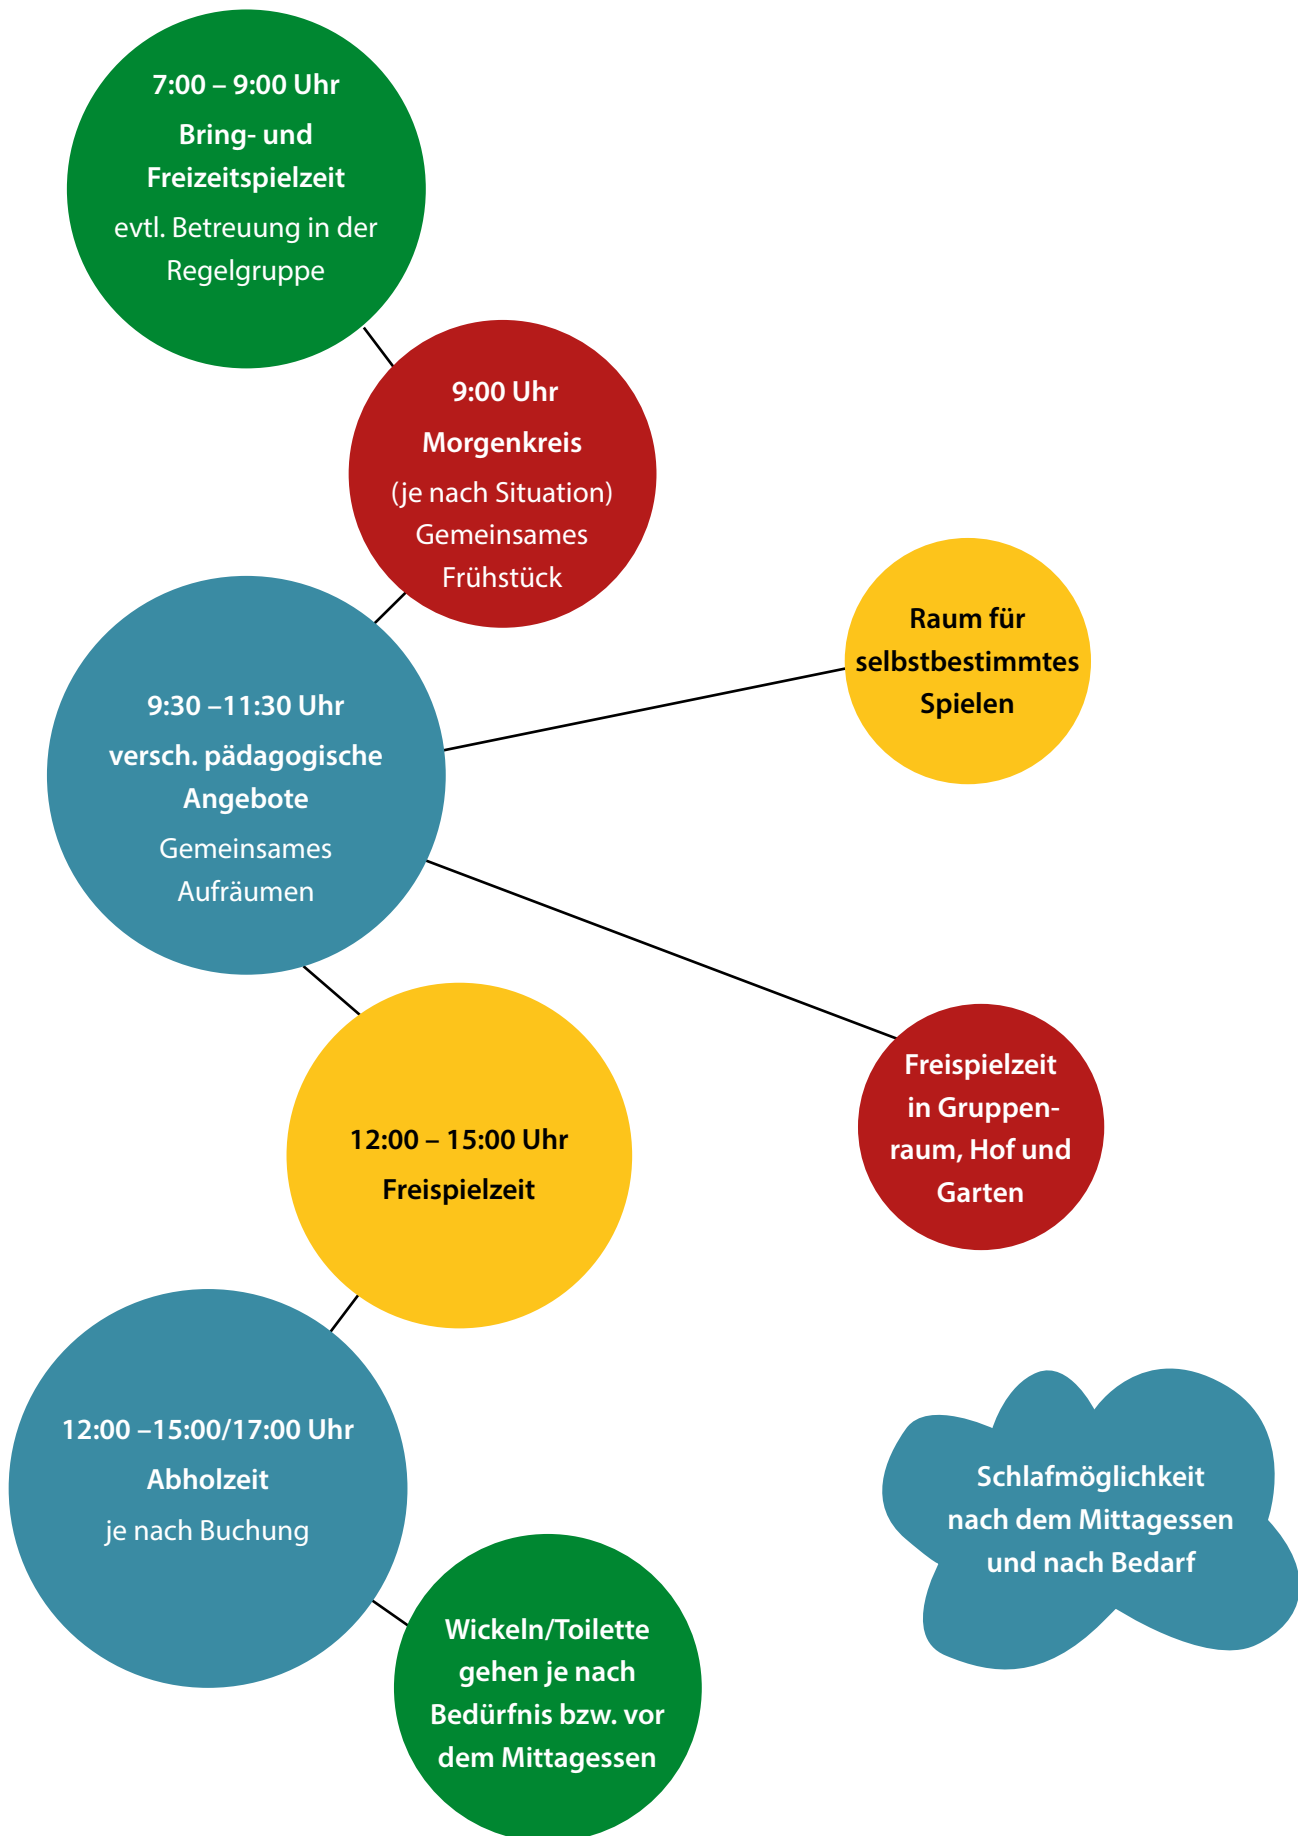 7:00 – 9:00 Uhr
Bring- und
Freizeitspielzeit
evtl. Betreuung in der
Regelgruppe
9:00 Uhr
Morgenkreis
(je nach Situation)
Gemeinsames
Frühstück
Raum für
selbstbestimmtes
Spielen
9:30 –11:30 Uhr
versch. pädagogische
Angebote
Gemeinsames
Aufräumen
Freispielzeit
in Gruppen-
raum, Hof und
Garten
12:00 – 15:00 Uhr
Freispielzeit
12:00 –15:00/17:00 Uhr
Abholzeit
je nach Buchung
Schlafmöglichkeit
nach dem Mittagessen
und nach Bedarf
Wickeln/Toilette
gehen je nach
Bedürfnis bzw. vor
dem Mittagessen